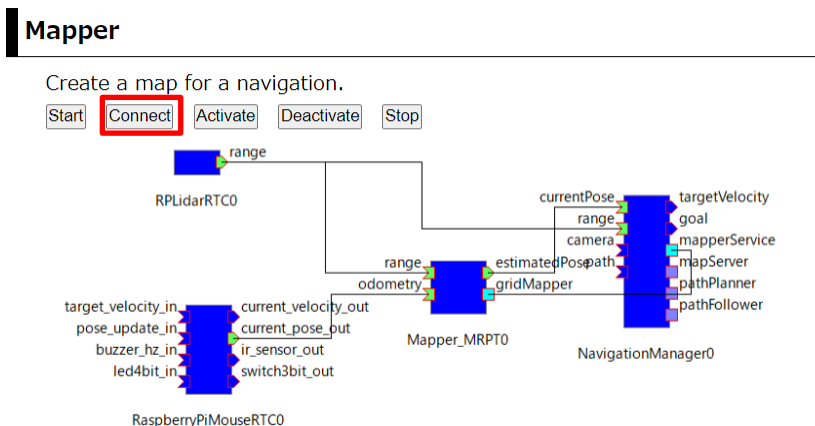 Mapper
Create a map for a navigation.
Start Connect Activate Deactivate Stop
range
RPLidarRTC0
currentPose
range
camera
path
targetVelocity
goal
mapperService
mapServer
pathPlanner
pathFollower
NavigationManager0
range
odometry
estimatedPose
gridMapper
Mapper_MRPT0
target_velocity_in
pose_update_in
buzzer_hz_in
led4bit_in
current_velocity_out
current_pose_out
ir_sensor_out
switch3bit_out
RaspberryPiMouseRTC0